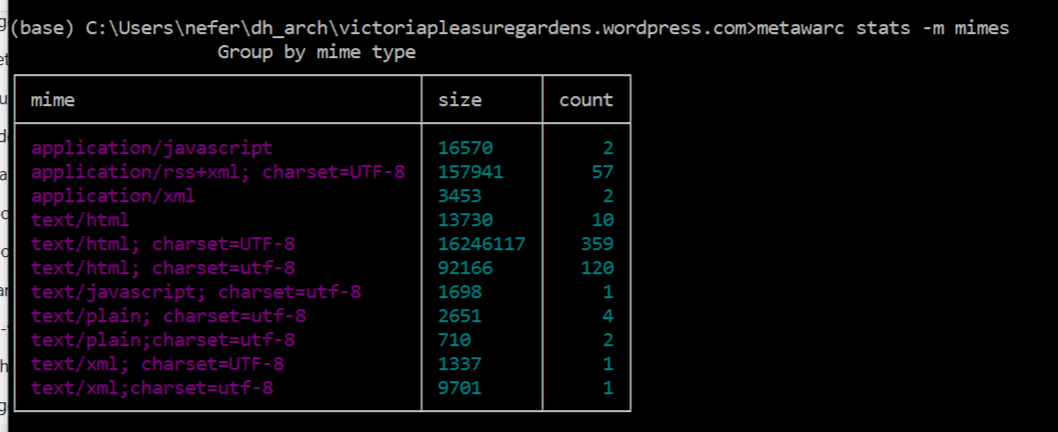 (base) C:\Users\nefer\dh_arch\victoriapleasuregardens.wordpress.com>metawarc stats -m mimes
Group by mime type
mime size count
application/javascript 16570 2
application/rss+xml; charset=UTF-8 157941 57
application/xml 3453 2
text/html 13730 10
text/html; charset=UTF-8 16246117 359
text/html; charset=utf-8 92166 120
text/javascript; charset=utf-8 1698 1
text/plain; charset=utf-8 2651 4
text/plain;charset=utf-8 710 2
text/xml; charset=UTF-8 1337 1
text/xml;charset=utf-8 9701 1